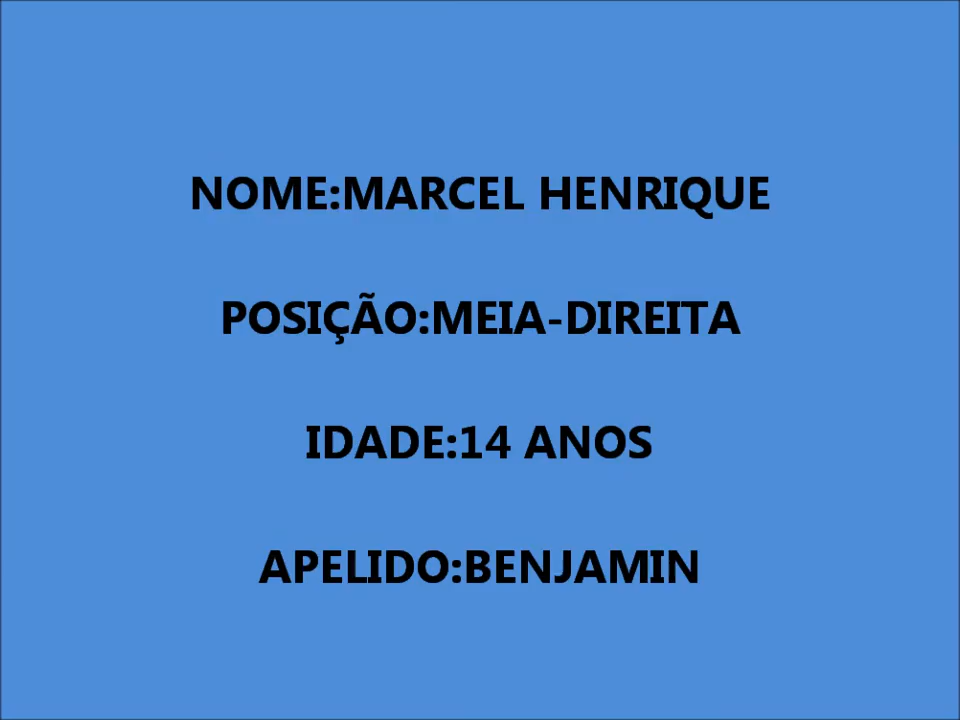 NOME:MARCEL HENRIQUE
POSIÇÃO:MEIA-DIREITA
IDADE:14 ANOS
APELIDO:BENJAMIN